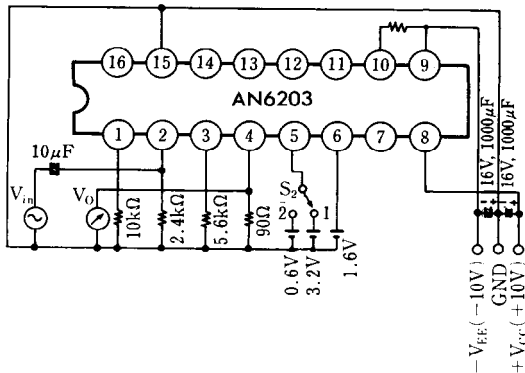 16 15 14 13 12 11 10 9
AN6203
1 2 3 4 5 6 7 8
10μF
Vin
VO
10kΩ
2.4kΩ
5.6kΩ
90Ω
S2
2
1
0.6V
3.2V
1.6V
16V, 1000μF
16V, 1000μF
- + - +
-VEE(-10V)
GND
+VCC(+10V)